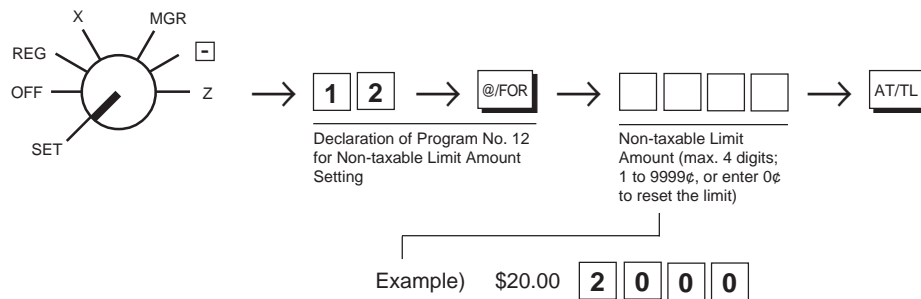 X
MGR
REG
-
OFF
Z
SET
1 2
@/FOR
AT/TL
Declaration of Program No. 12
for Non-taxable Limit Amount
Setting
Non-taxable Limit
Amount (max. 4 digits;
1 to 9999¢, or enter 0¢
to reset the limit)
Example) $20.00 2 0 0 0